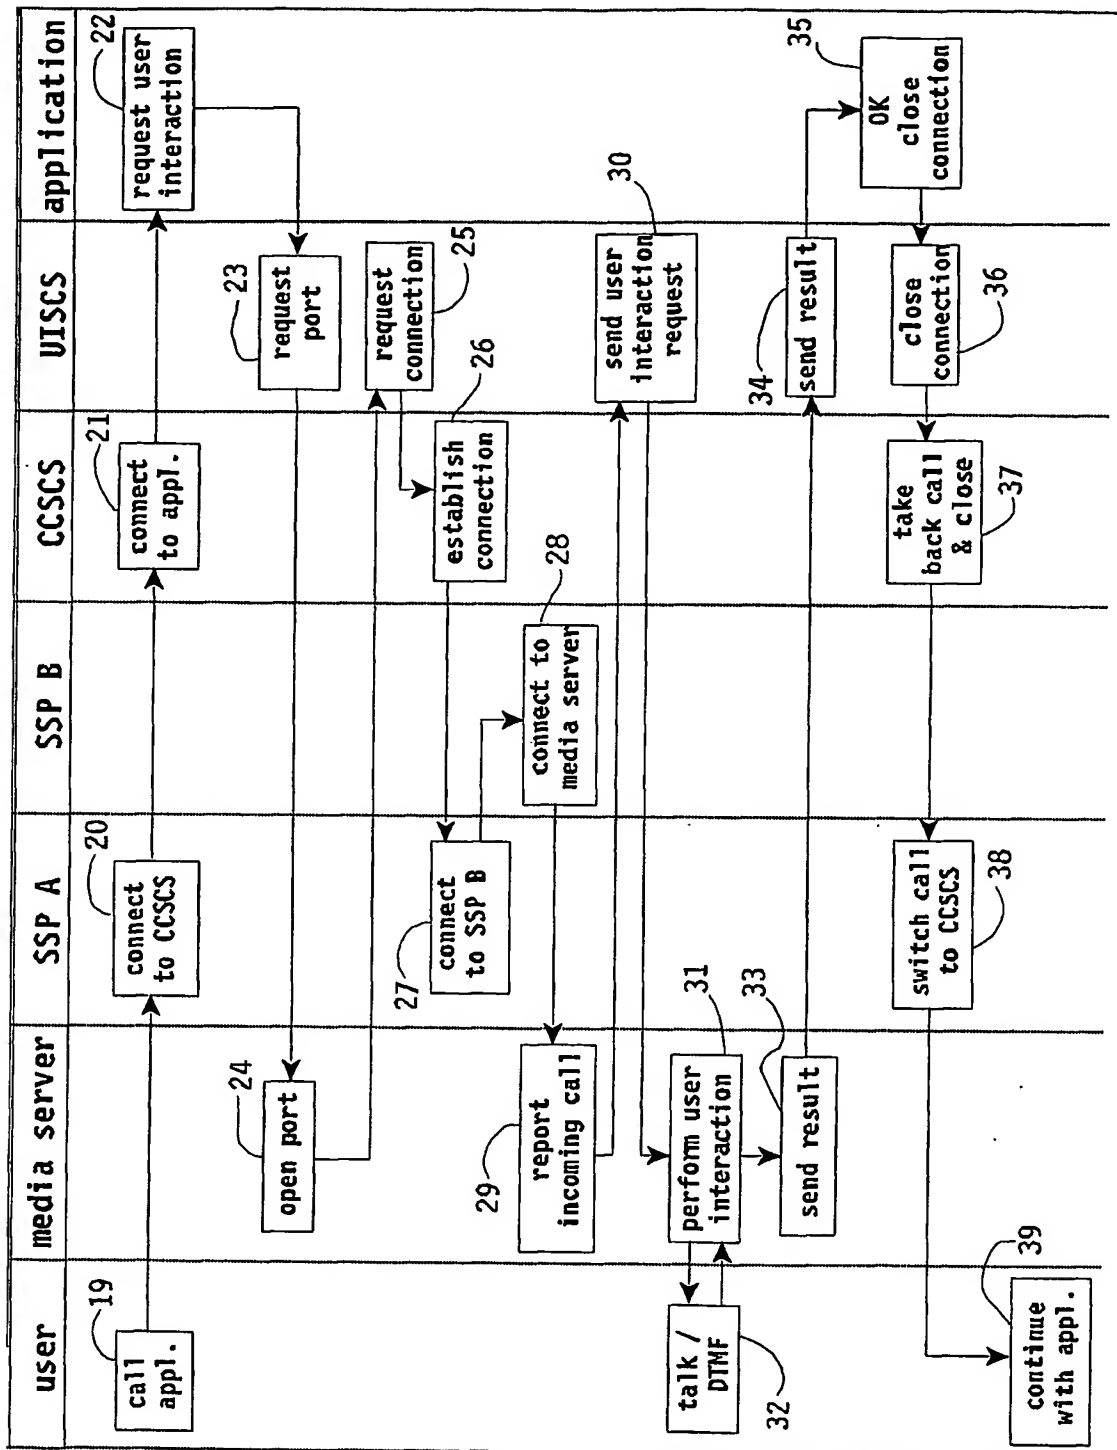 user
media server
SSP A
SSP B
CCSCS
UISCS
application
19
call
appl.
20
connect
to CCSCS
21
connect
to appl.
22
request user
interaction
23
request
port
24
open port
25
request
connection
26
establish
connection
27
connect
to SSP B
28
connect to
media server
29
report
incoming call
30
send user
interaction
request
31
perform user
interaction
32
talk /
DTMF
33
send result
34
send result
35
OK
close
connection
36
close
connection
37
take
back call
& close
38
switch call
to CCSCS
39
continue
with appl.